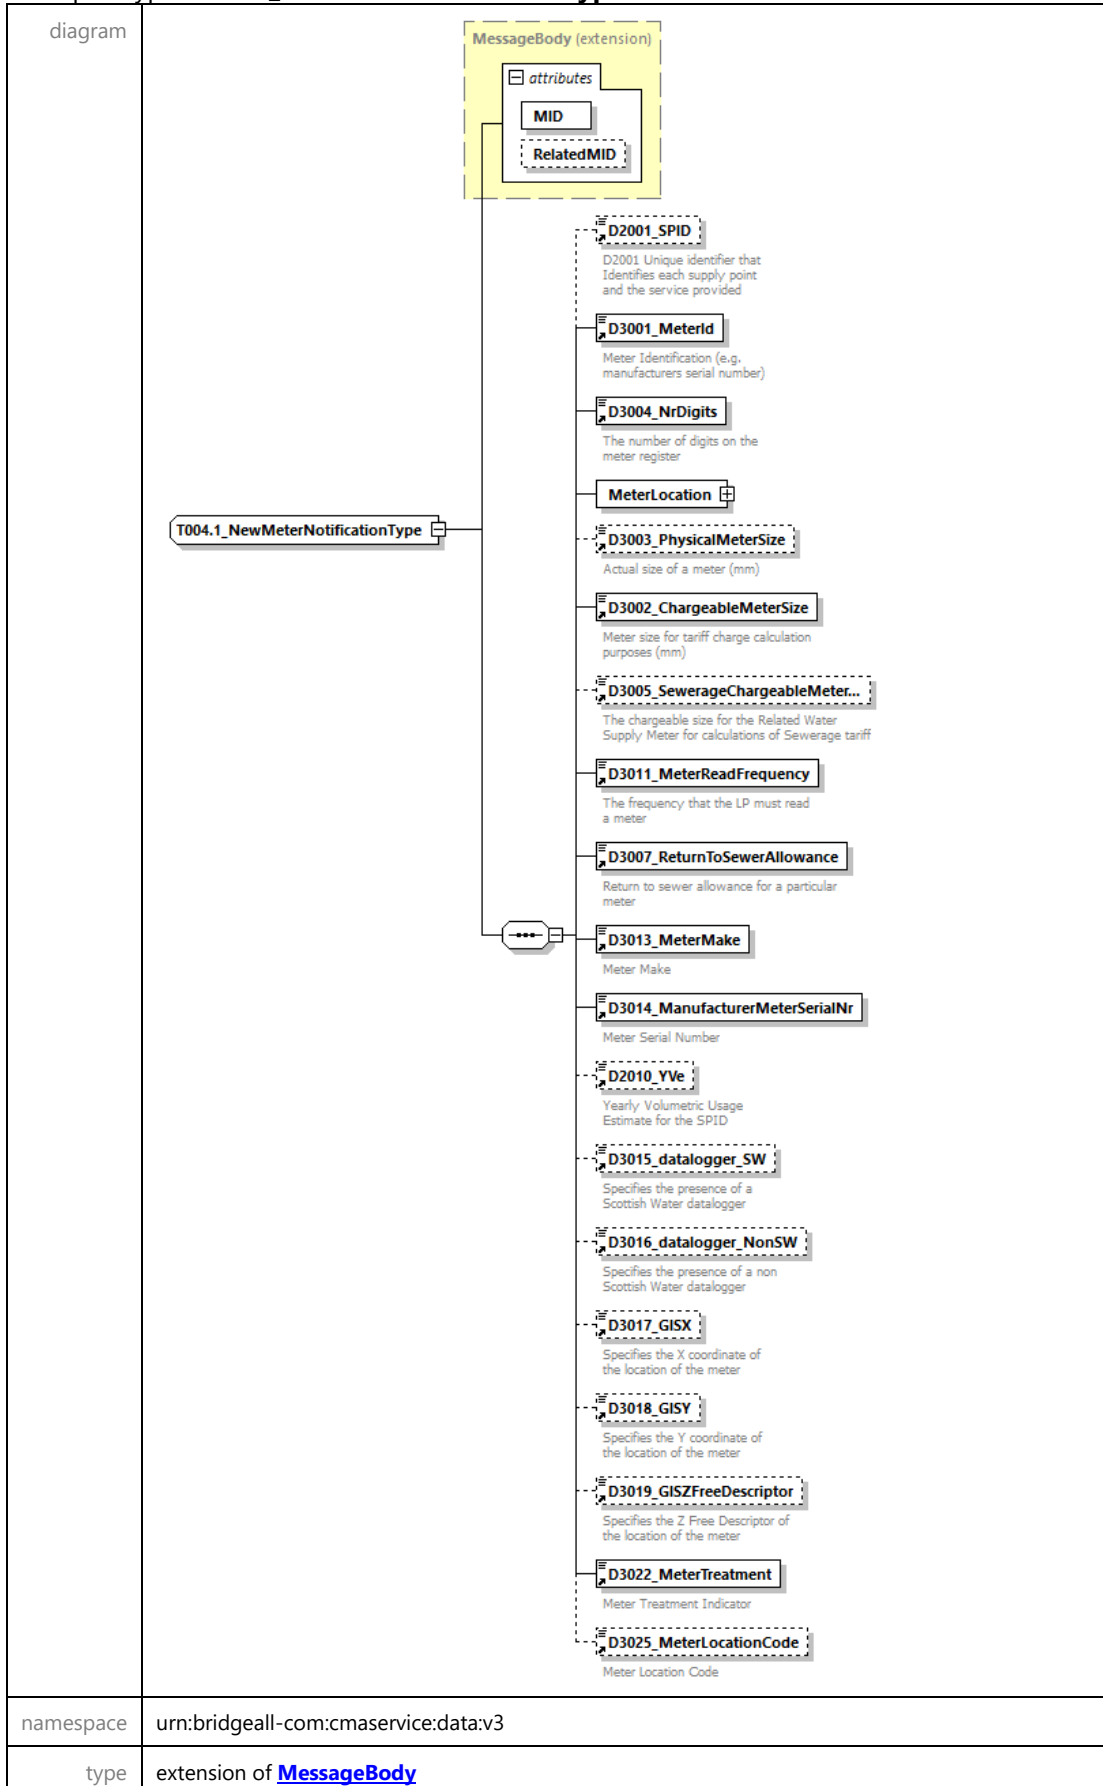 diagram
MessageBody (extension)
attributes
MID
RelatedMID
D2001_SPID
D2001 Unique identifier that
Identifies each supply point
and the service provided
D3001_MeterId
Meter Identification (e.g.
manufacturers serial number)
D3004_NrDigits
The number of digits on the
meter register
MeterLocation
T004.1_NewMeterNotificationType
D3003_PhysicalMeterSize
Actual size of a meter (mm)
D3002_ChargeableMeterSize
Meter size for tariff charge calculation
purposes (mm)
D3005_SewerageChargeableMeter...
The chargeable size for the Related Water
Supply Meter for calculations of Sewerage tariff
D3011_MeterReadFrequency
The frequency that the LP must read
a meter
D3007_ReturnToSewerAllowance
Return to sewer allowance for a particular
meter
D3013_MeterMake
Meter Make
D3014_ManufacturerMeterSerialNr
Meter Serial Number
D2010_YVe
Yearly Volumetric Usage
Estimate for the SPID
D3015_datalogger_SW
Specifies the presence of a
Scottish Water datalogger
D3016_datalogger_NonSW
Specifies the presence of a non
Scottish Water datalogger
D3017_GISX
Specifies the X coordinate of
the location of the meter
D3018_GISY
Specifies the Y coordinate of
the location of the meter
D3019_GISZFreeDescriptor
Specifies the Z Free Descriptor of
the location of the meter
D3022_MeterTreatment
Meter Treatment Indicator
D3025_MeterLocationCode
Meter Location Code
namespace urn:bridgeall-com:cmaservice:data:v3
type extension of MessageBody